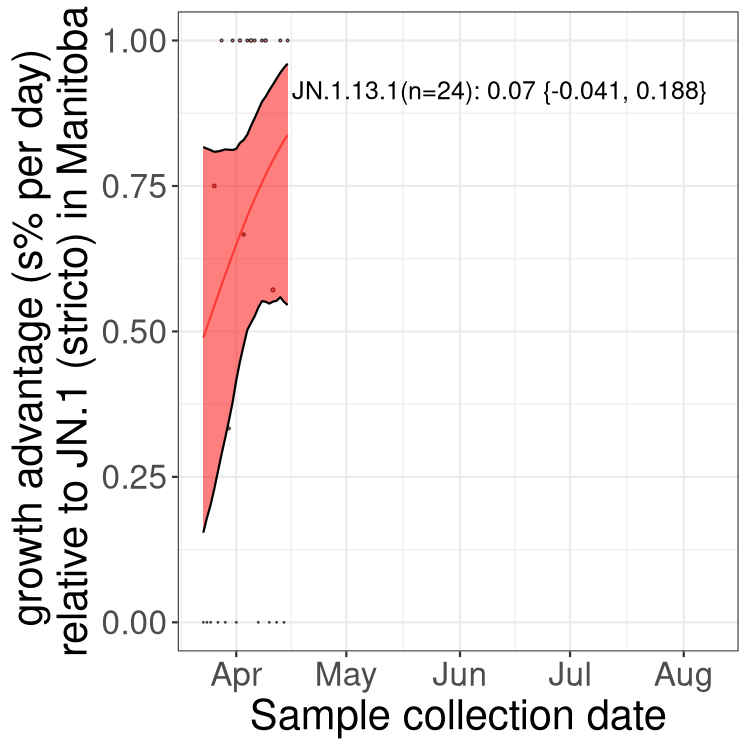 growth advantage (s% per day)
relative to JN.1 (stricto) in Manitoba
1.00
0.75
0.50
0.25
0.00
JN.1.13.1(n=24): 0.07 {-0.041, 0.188}
Apr May Jun Jul Aug
Sample collection date